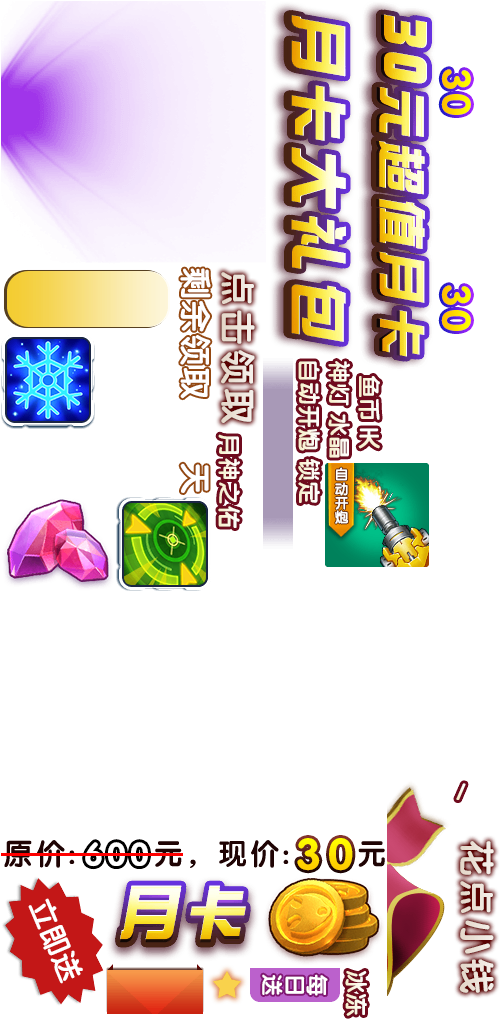 30
30
30元超值月卡
月卡大礼包
点击领取
剩余领取
天
月神之佑
鱼币 1K
神灯 水晶
自动开炮 锁定
自动开炮
原价:600元，现价:30元
月卡
立即送
每日送
冰冻
花点小钱